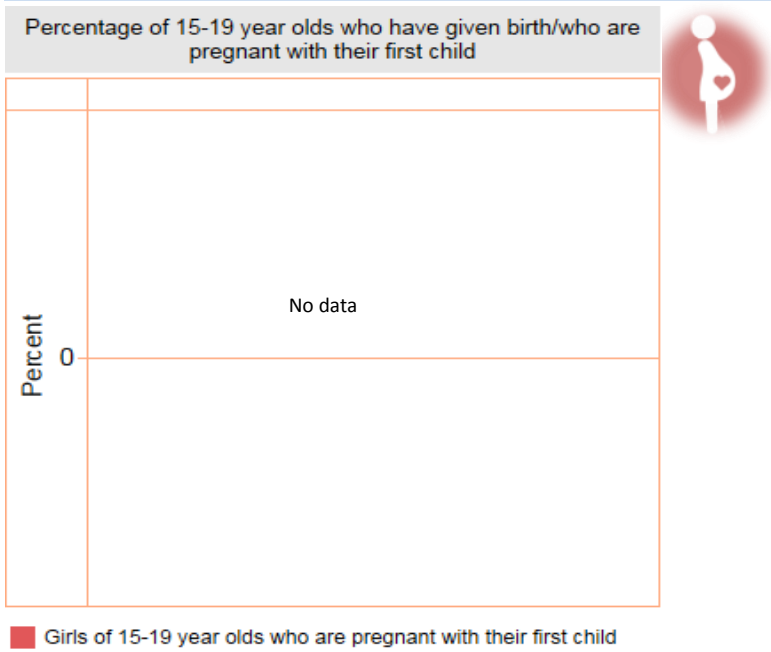 Percentage of 15-19 year olds who have given birth/who are
pregnant with their first child
No data
Percent
0
Girls of 15-19 year olds who are pregnant with their first child